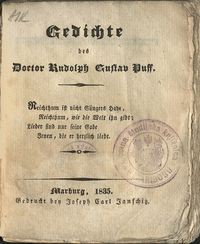 Gedichte
des
Doctor Rudolph Gustav Puff.
Reichthum ist nicht Sängers Habe,
Reichthum, wie die Welt ihn gibt;
Lieder sind nur seine Gabe
Jenen, die er herzlich liebt.
Marburg, 1835.
Gedruckt bey Joseph Carl Janschitz.